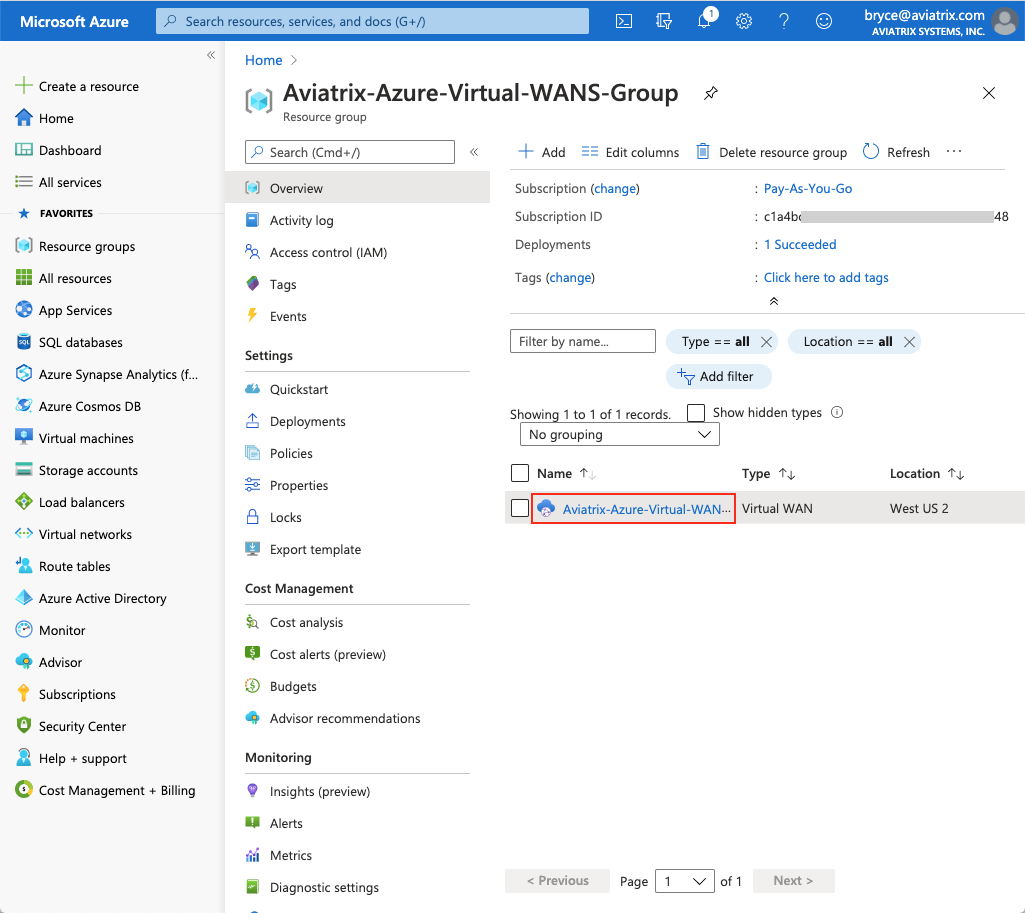 Microsoft Azure
Search resources, services, and docs (G+/)
1
bryce@aviatrix.com
AVIATRIX SYSTEMS, INC.
«
Create a resource
Home
Dashboard
All services
FAVORITES
Resource groups
All resources
App Services
SQL databases
Azure Synapse Analytics (f...
Azure Cosmos DB
Virtual machines
Storage accounts
Load balancers
Virtual networks
Route tables
Azure Active Directory
Monitor
Advisor
Subscriptions
Security Center
Help + support
Cost Management + Billing
Home >
Aviatrix-Azure-Virtual-WANS-Group
Resource group
Search (Cmd+/)
«
Overview
Activity log
Access control (IAM)
Tags
Events
Settings
Quickstart
Deployments
Policies
Properties
Locks
Export template
Cost Management
Cost analysis
Cost alerts (preview)
Budgets
Advisor recommendations
Monitoring
Insights (preview)
Alerts
Metrics
Diagnostic settings
Add Edit columns Delete resource group Refresh ...
Subscription (change) : Pay-As-You-Go
Subscription ID : c1a4b 48
Deployments : 1 Succeeded
Tags (change) : Click here to add tags
Filter by name... Type == all Location == all
Add filter
Showing 1 to 1 of 1 records. Show hidden types
No grouping
Name Type Location
Aviatrix-Azure-Virtual-WAN... Virtual WAN West US 2
< Previous Page 1 of 1 Next >